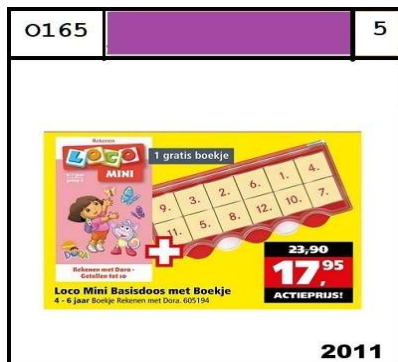 O165
5
Rekenen
LOCO
MINI
1 gratis boekje
9. 3. 2. 6. 1. 4.
11. 5. 8. 12. 10. 7.
DORA
Rekenen met Dora -
Getallen tot 10
23,90
17,95
ACTIEPRIJS!
Loco Mini Basisdoos met Boekje
4 - 6 jaar Boekje Rekenen met Dora. 605194
2011